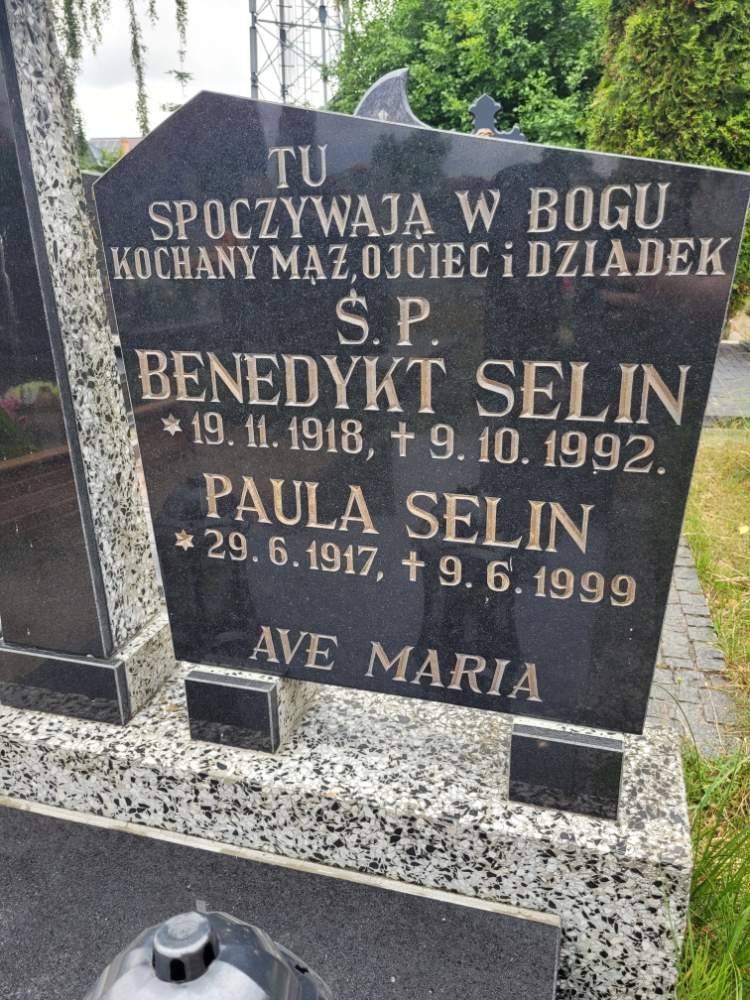 TU
SPOCZYWAJĄ W BOGU
KOCHANY MĄŻ, OJCIEC i DZIADEK
Ś. P.
BENEDYKT SELIN
* 19. 11. 1918, † 9. 10. 1992.
PAULA SELIN
* 29. 6. 1917, † 9. 6. 1999
AVE MARIA